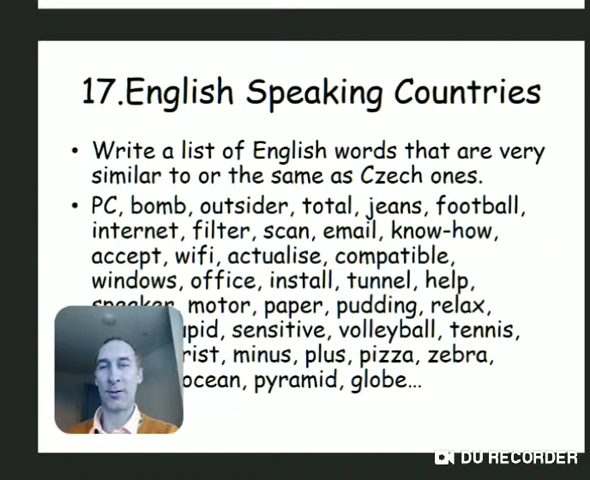 17.English Speaking Countries
• Write a list of English words that are very
similar to or the same as Czech ones.
• PC, bomb, outsider, total, jeans, football,
internet, filter, scan, email, know-how,
accept, wifi, actualise, compatible,
windows, office, install, tunnel, help,
speaker, motor, paper, pudding, relax,
sensitive, volleyball, tennis,
minus, plus, pizza, zebra,
ocean, pyramid, globe...
DU RECORDER